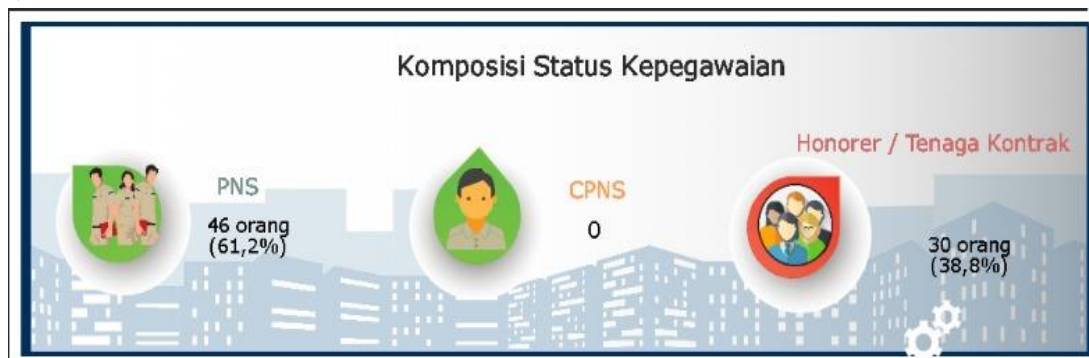 Komposisi Status Kepegawaian
PNS
46 orang
(61,2%)
CPNS
0
Honorer / Tenaga Kontrak
30 orang
(38,8%)